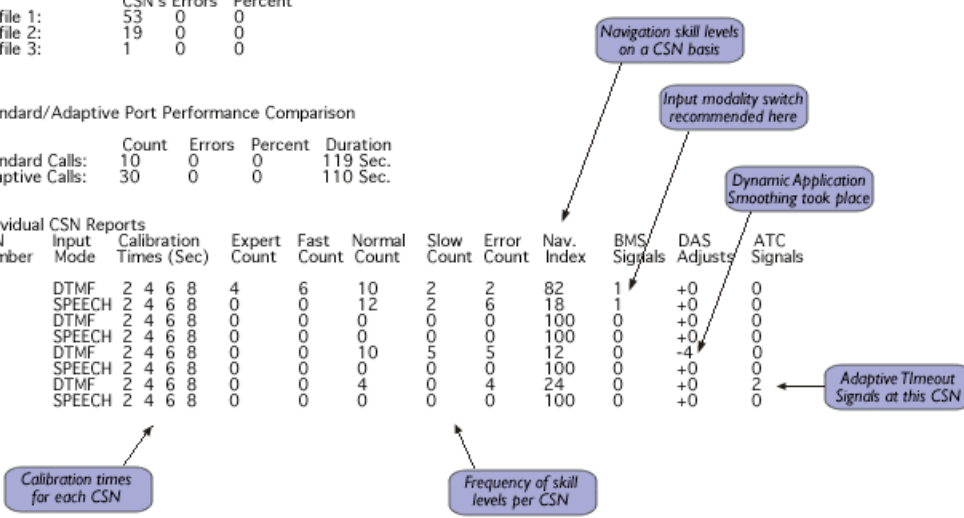 CSN's Errors Percent
file 1: 53 0 0
file 2: 19 0 0
file 3: 1 0 0
Navigation skill levels
on a CSN basis
Input modality switch
recommended here
ndard/Adaptive Port Performance Comparison
Count Errors Percent Duration
ndard Calls: 10 0 0 119 Sec.
ptive Calls: 30 0 0 110 Sec.
Dynamic Application
Smoothing took place
vidual CSN Reports
Input Calibration Expert Fast Normal Slow Error Nav. BMS DAS ATC
mber Mode Times (Sec) Count Count Count Count Count Index Signals Adjusts Signals
DTMF 2 4 6 8 4 6 10 2 2 82 1 +0 0
SPEECH 2 4 6 8 0 0 12 2 6 18 1 +0 0
DTMF 2 4 6 8 0 0 0 0 0 100 0 +0 0
SPEECH 2 4 6 8 0 0 0 0 0 100 0 +0 0
DTMF 2 4 6 8 0 0 10 5 5 12 0 -4 0
SPEECH 2 4 6 8 0 0 0 0 0 100 0 +0 0
DTMF 2 4 6 8 0 0 4 0 4 24 0 +0 2
SPEECH 2 4 6 8 0 0 0 0 0 100 0 +0 0
Adaptive TImeout
Signals at this CSN
Calibration times
for each CSN
Frequency of skill
levels per CSN